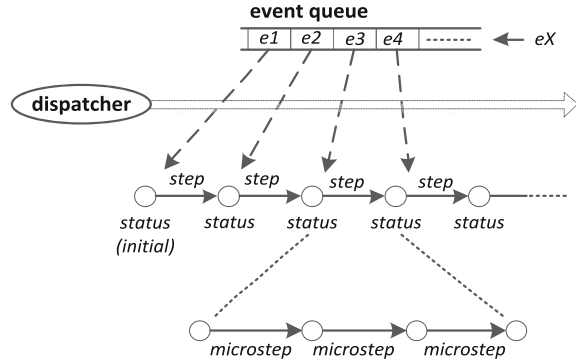 event queue
e1 e2 e3 e4 eX
dispatcher
step step step step
status status status status status
(initial)
microstep microstep microstep